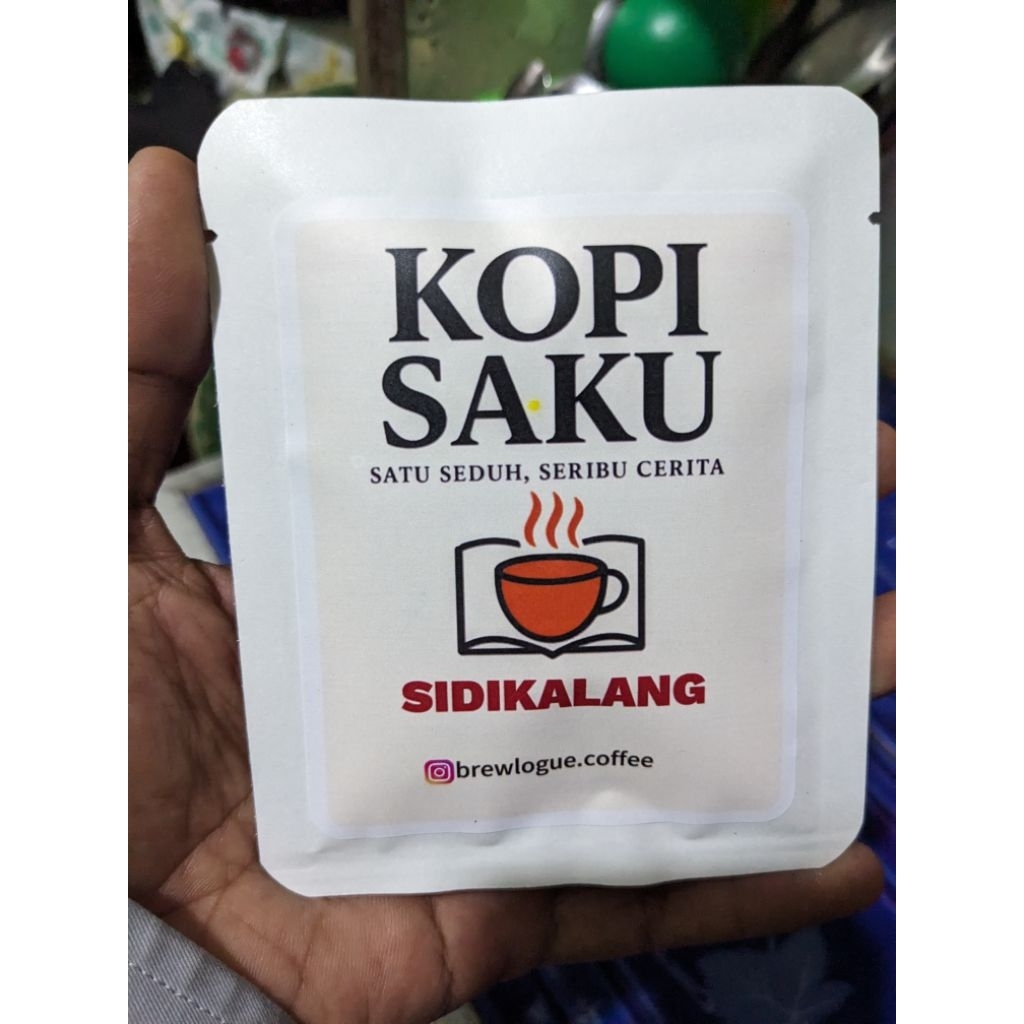 KOPI
SAKU
SATU SEDUH, SERIBU CERITA
SIDIKALANG
brewlogue.coffee